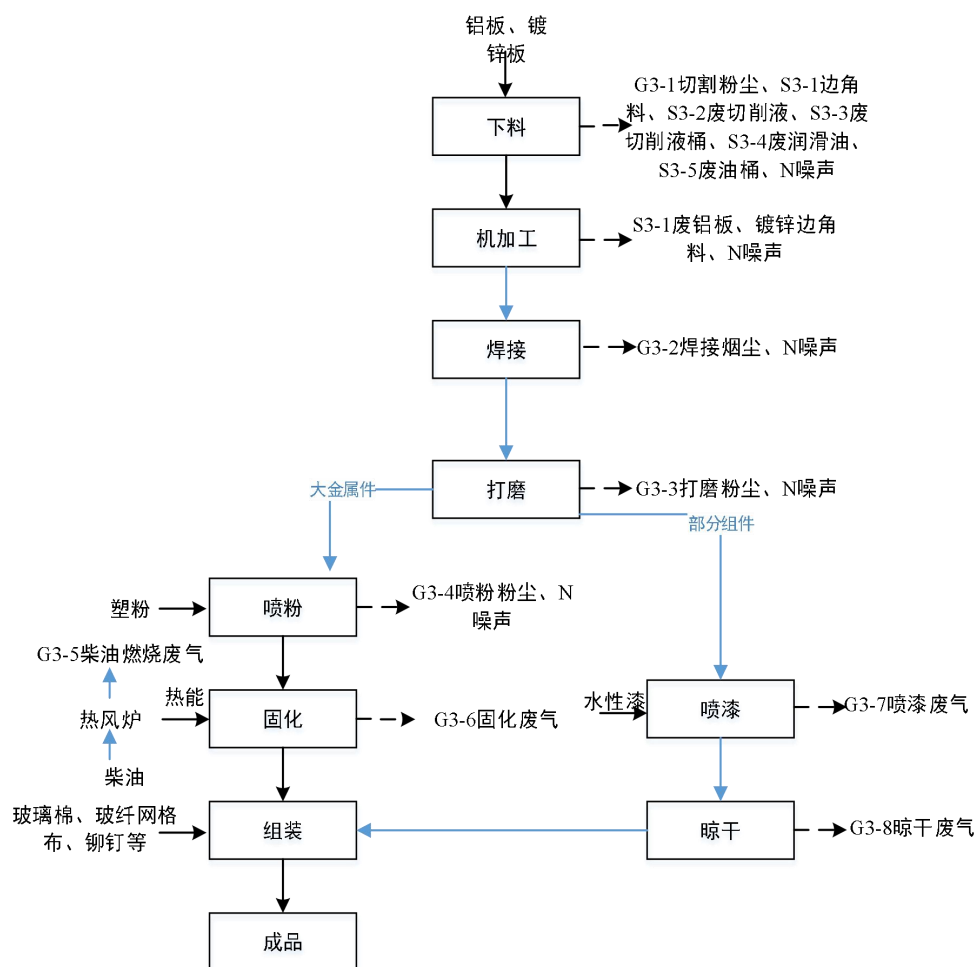 铝板、镀
锌板
G3-1切割粉尘、S3-1边角
料、S3-2废切削液、S3-3废
切削液桶、S3-4废润滑油、
S3-5废油桶、N噪声
下料
S3-1废铝板、镀锌边角
料、N噪声
机加工
焊接
G3-2焊接烟尘、N噪声
打磨
G3-3打磨粉尘、N噪声
大金属件
部分组件
塑粉
喷粉
G3-4喷粉粉尘、N
噪声
G3-5柴油燃烧废气
热能
热风炉
固化
G3-6固化废气
水性漆
喷漆
G3-7喷漆废气
柴油
玻璃棉、玻纤网格
布、铆钉等
组装
晾干
G3-8晾干废气
成品